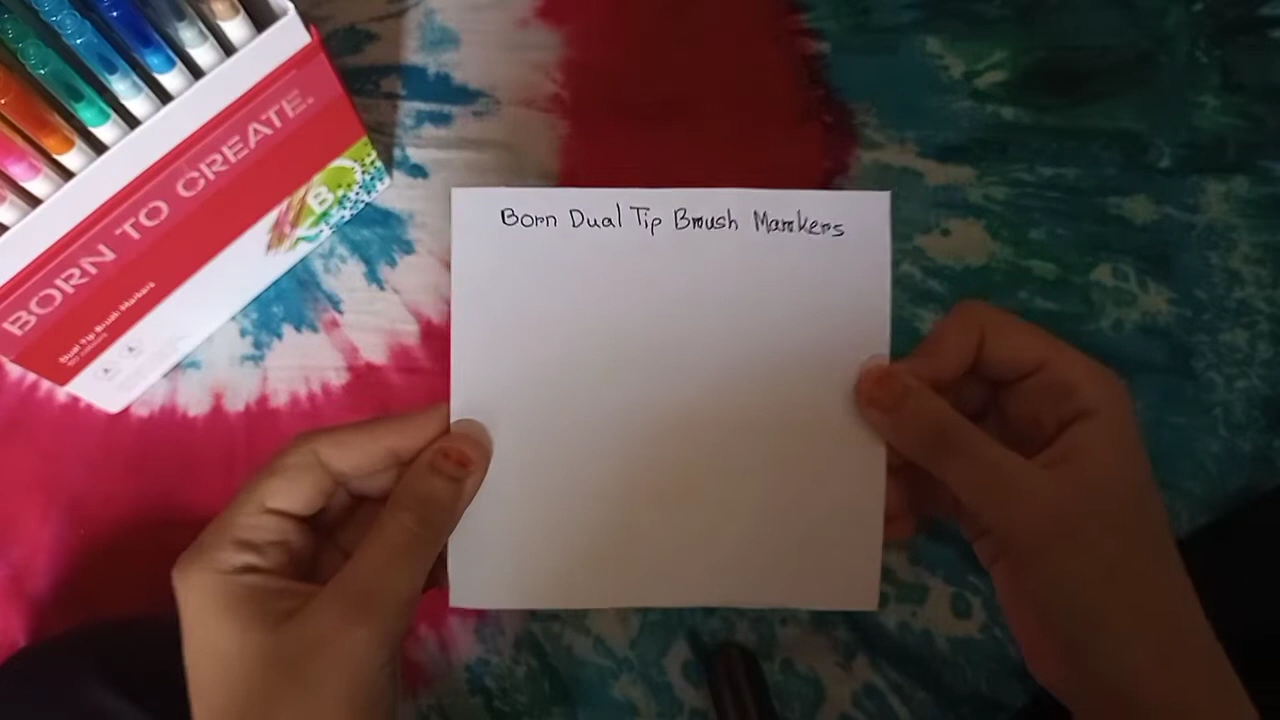 BORN TO CREATE.
B
Dual Tip Brush Markers
Born Dual Tip Brush Markers